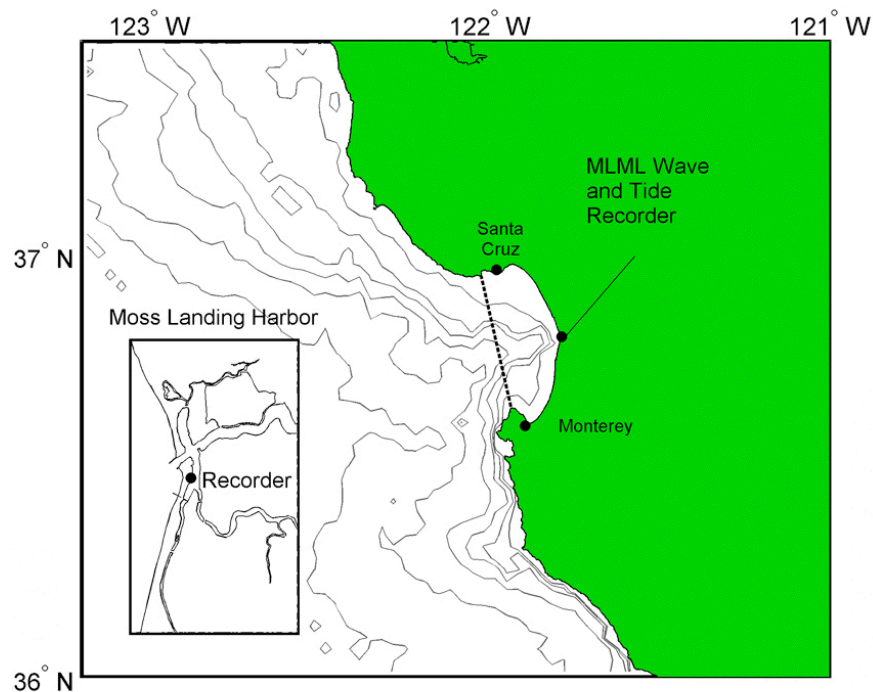 123° W
122° W
121° W
MLML Wave
and Tide
Recorder
Santa
Cruz
37° N
Moss Landing Harbor
Monterey
Recorder
36° N